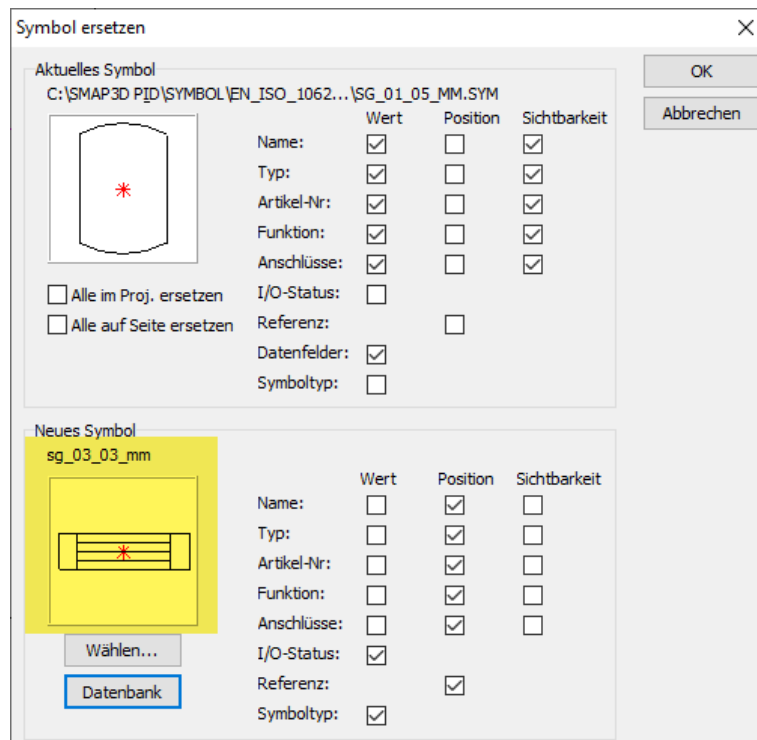 Symbol ersetzen
Aktuelles Symbol
C:\SMAP3D PID\SYMBOL\EN_ISO_1062...\SG_01_05_MM.SYM
OK
Abbrechen
Wert Position Sichtbarkeit
Name:
Typ:
Artikel-Nr:
Funktion:
Anschlüsse:
Alle im Proj. ersetzen
I/O-Status:
Alle auf Seite ersetzen
Referenz:
Datenfelder:
Symboltyp:
Neues Symbol
sg_03_03_mm
Wert Position Sichtbarkeit
Name:
Typ:
Artikel-Nr:
Funktion:
Anschlüsse:
Wählen...
I/O-Status:
Datenbank
Referenz:
Symboltyp: